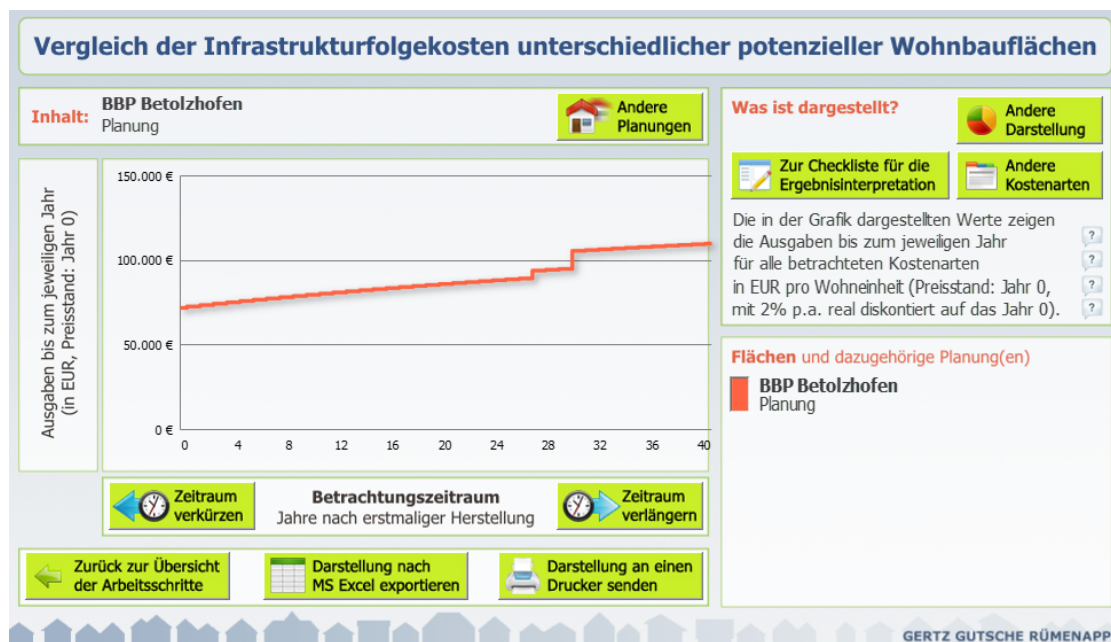 Vergleich der Infrastrukturfolgekosten unterschiedlicher potenzieller Wohnbauflächen
Inhalt:
BBP Betolzhofen
Planung
Andere
Planungen
Ausgaben bis zum jeweiligen Jahr
(in EUR, Preisstand: Jahr 0)
150.000 €
100.000 €
50.000 €
0 €
0 4 8 12 16 20 24 28 32 36 40
Zeitraum
verkürzen
Betrachtungszeitraum
Jahre nach erstmaliger Herstellung
Zeitraum
verlängern
Zurück zur Übersicht
der Arbeitsschritte
Darstellung nach
MS Excel exportieren
Darstellung an einen
Drucker senden
Was ist dargestellt?
Andere
Darstellung
Zur Checkliste für die
Ergebnisinterpretation
Andere
Kostenarten
Die in der Grafik dargestellten Werte zeigen
die Ausgaben bis zum jeweiligen Jahr ?
für alle betrachteten Kostenarten ?
in EUR pro Wohneinheit (Preisstand: Jahr 0, ?
mit 2% p.a. real diskontiert auf das Jahr 0). ?
Flächen und dazugehörige Planung(en)
BBP Betolzhofen
Planung
GERTZ GUTSCHE RÜMENAPP